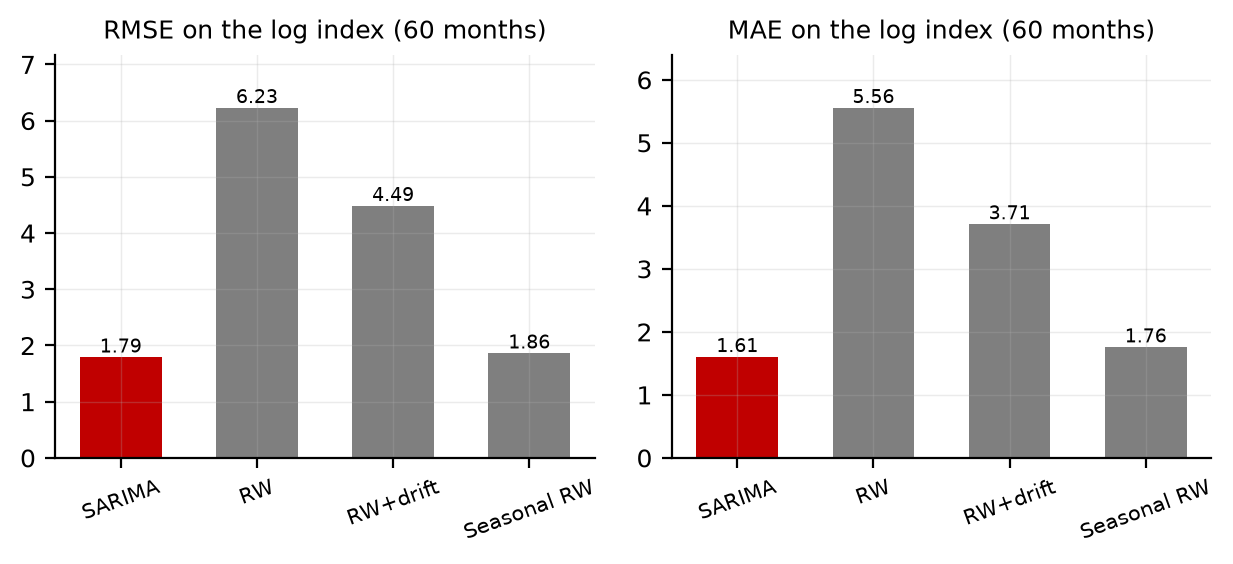 RMSE on the log index (60 months)
7
6
5
4
3
2
1
0
1.79
6.23
4.49
1.86
SARIMA
RW
RW+drift
Seasonal RW
MAE on the log index (60 months)
6
5
4
3
2
1
0
1.61
5.56
3.71
1.76
SARIMA
RW
RW+drift
Seasonal RW